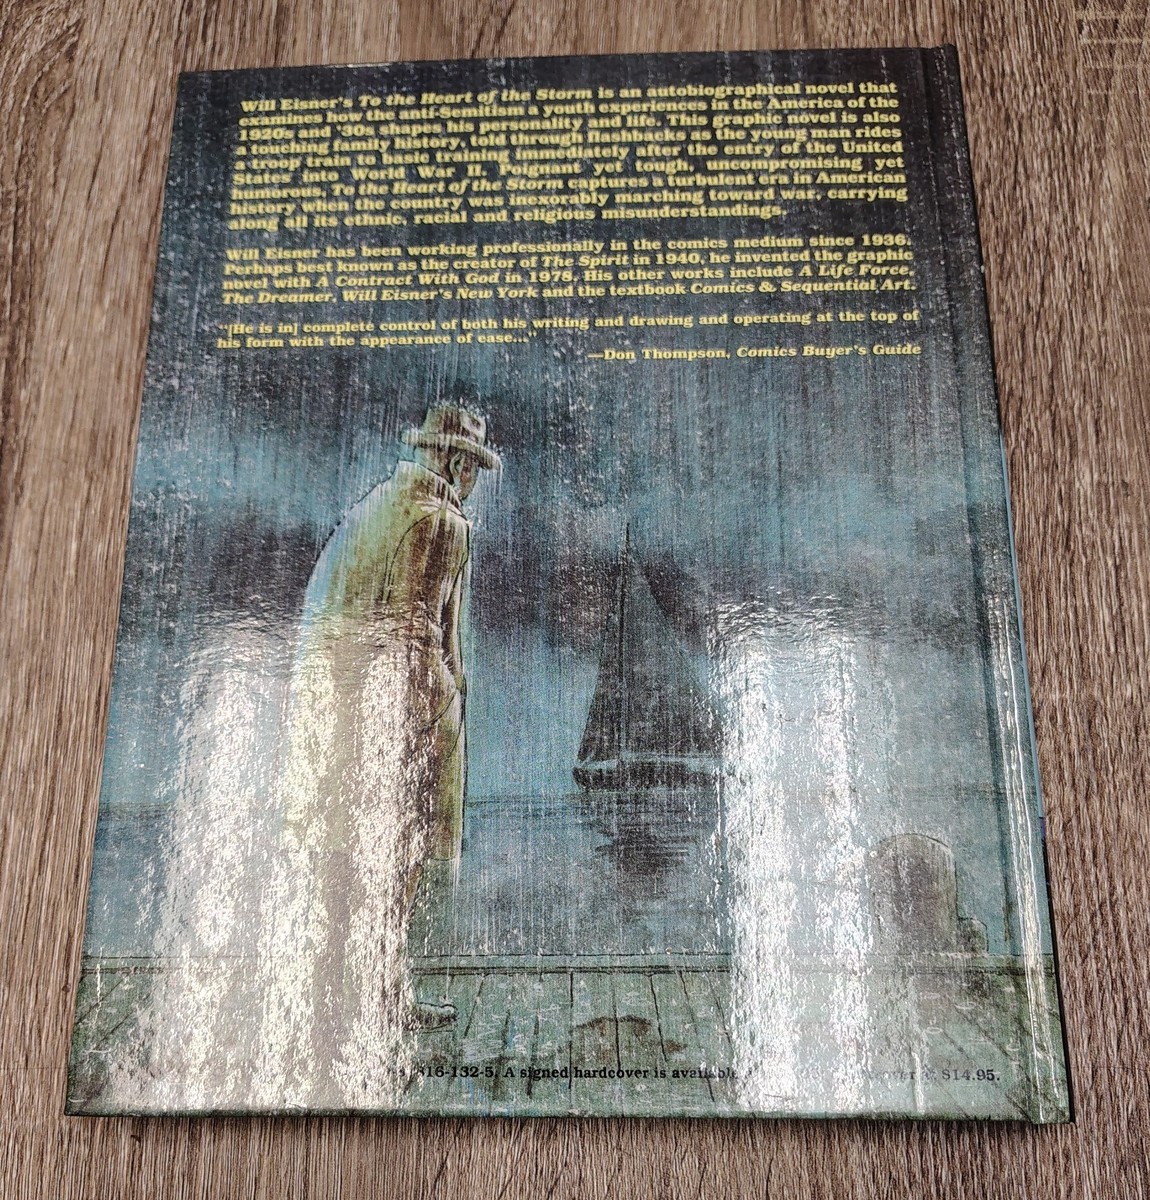 Will Eisner's To the Heart of the Storm is an autobiographical novel that
examines how the anti-Semitism a youth experiences in the America of the
1920s and '30s shapes his personality and life. This graphic novel is also
a touching family history, told through flashbacks as the young man rides
a troop train to basic training immediately after the entry of the United
States into World War II. Poignant yet tough, uncompromising yet
humorous, To the Heart of the Storm captures a turbulent era in American
history when the country was inexorably marching toward war, carrying
along all its ethnic, racial and religious misunderstandings.
Will Eisner has been working professionally in the comics medium since 1936.
Perhaps best known as the creator of The Spirit in 1940, he invented the graphic
novel with A Contract With God in 1978. His other works include A Life Force,
The Dreamer, Will Eisner's New York and the textbook Comics & Sequential Art.
"[He is in] complete control of both his writing and drawing and operating at the top of
his form with the appearance of ease..."
—Don Thompson, Comics Buyer's Guide
816-132-5. A signed hardcover is available $14.95.